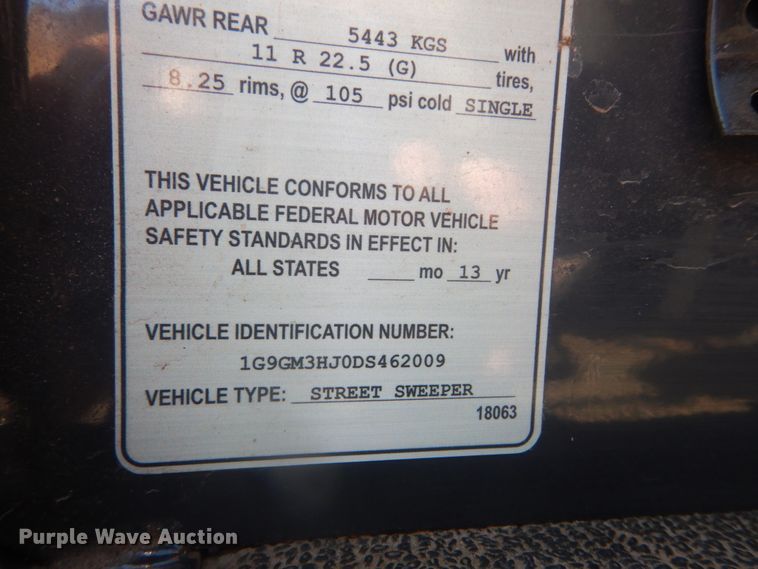 GAWR REAR 5443 KGS with
11 R 22.5 (G) tires,
8.25 rims, @ 105 psi cold SINGLE
THIS VEHICLE CONFORMS TO ALL
APPLICABLE FEDERAL MOTOR VEHICLE
SAFETY STANDARDS IN EFFECT IN:
ALL STATES ____ mo 13 yr
VEHICLE IDENTIFICATION NUMBER:
1G9GM3HJ0DS462009
VEHICLE TYPE: STREET SWEEPER
18063
Purple Wave Auction